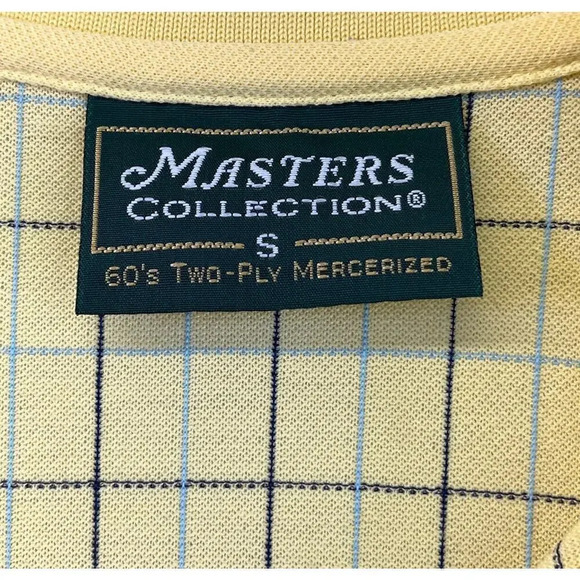 MASTERS
COLLECTION®
S
60's TWO-PLY MERCERIZED